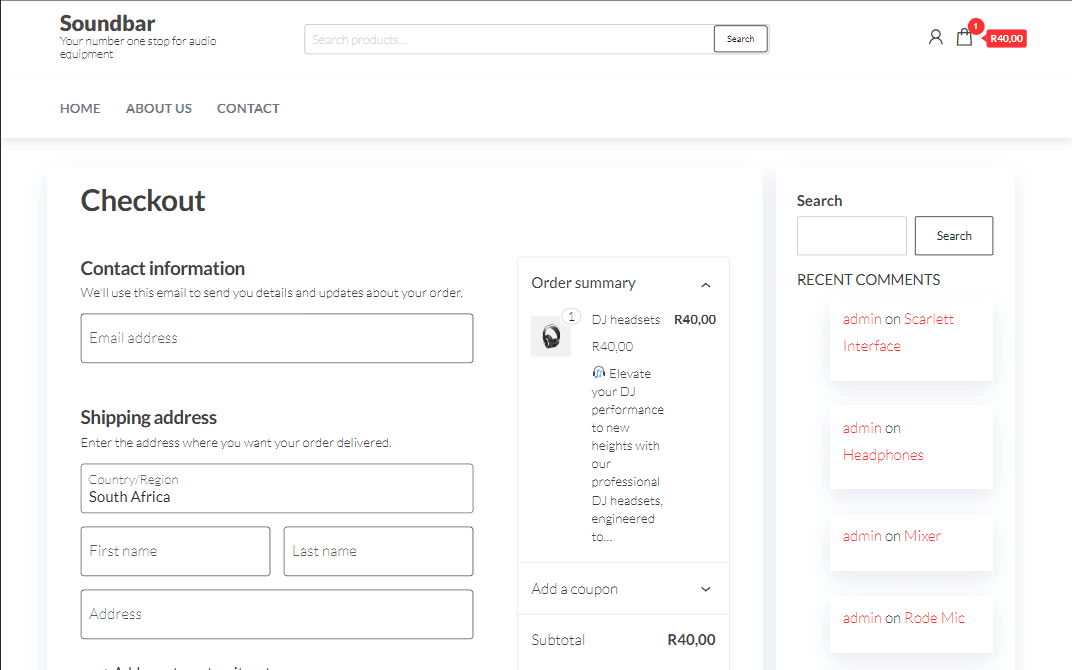 Soundbar
Your number one stop for audio
equipment
Search products...
Search
1
R40,00
HOME
ABOUT US
CONTACT
Checkout
Contact information
We'll use this email to send you details and updates about your order.
Email address
Shipping address
Enter the address where you want your order delivered.
Country/Region
South Africa
First name
Last name
Address
Order summary
1
DJ headsets
R40,00
R40,00
🎧 Elevate
your DJ
performance
to new
heights with
our
professional
DJ headsets,
engineered
to...
Add a coupon
Subtotal
R40,00
Search
Search
RECENT COMMENTS
admin on Scarlett
Interface
admin on
Headphones
admin on Mixer
admin on Rode Mic